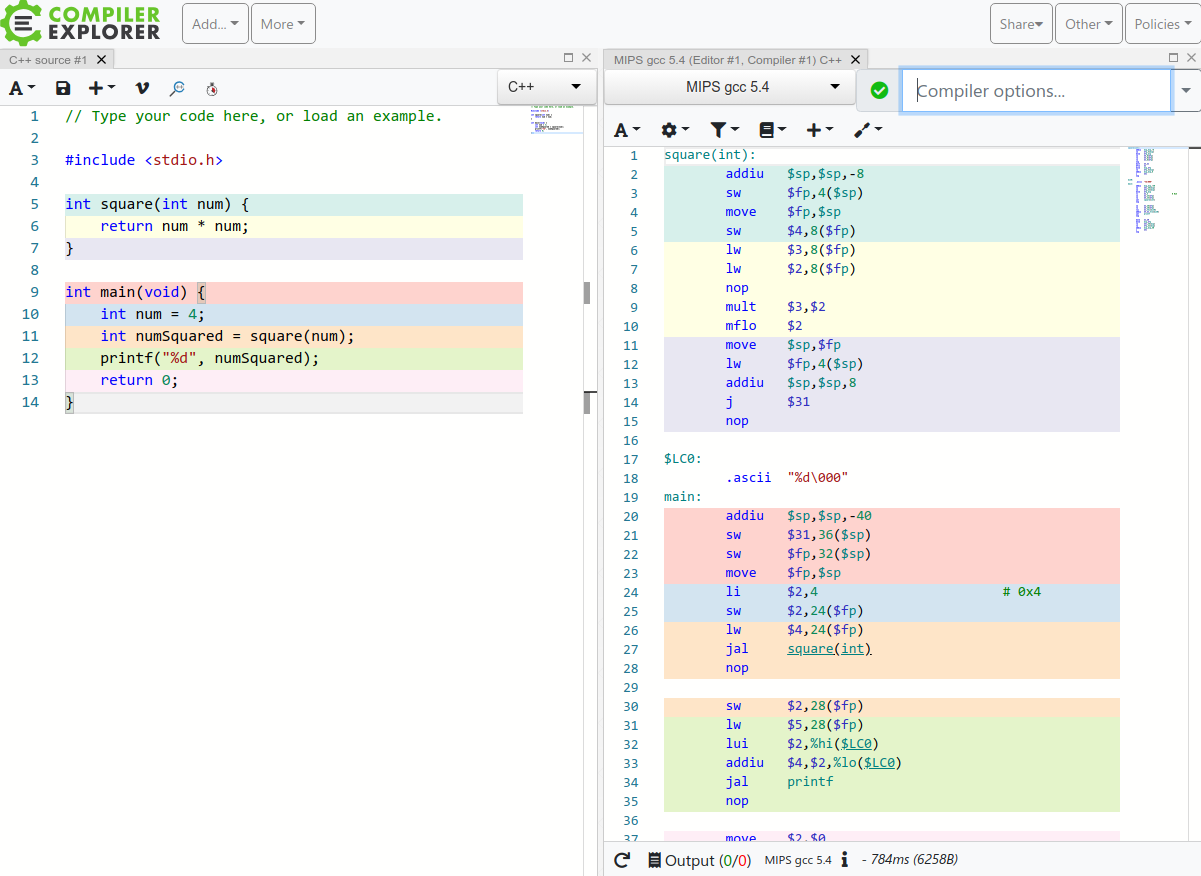 COMPILER
EXPLORER
Add...
More
Share
Other
Policies
C++ source #1
A
C++
1 // Type your code here, or load an example.
2
3 #include <stdio.h>
4
5 int square(int num) {
6 return num * num;
7 }
8
9 int main(void) {
10 int num = 4;
11 int numSquared = square(num);
12 printf("%d", numSquared);
13 return 0;
14 }
MIPS gcc 5.4 (Editor #1, Compiler #1) C++
MIPS gcc 5.4
Compiler options...
A
1 square(int):
2 addiu $sp,$sp,-8
3 sw $fp,4($sp)
4 move $fp,$sp
5 sw $4,8($fp)
6 lw $3,8($fp)
7 lw $2,8($fp)
8 nop
9 mult $3,$2
10 mflo $2
11 move $sp,$fp
12 lw $fp,4($sp)
13 addiu $sp,$sp,8
14 j $31
15 nop
16
17 $LC0:
18 .ascii "%d\000"
19 main:
20 addiu $sp,$sp,-40
21 sw $31,36($sp)
22 sw $fp,32($sp)
23 move $fp,$sp
24 li $2,4 # 0x4
25 sw $2,24($fp)
26 lw $4,24($fp)
27 jal square(int)
28 nop
29
30 sw $2,28($fp)
31 lw $5,28($fp)
32 lui $2,%hi($LC0)
33 addiu $4,$2,%lo($LC0)
34 jal printf
35 nop
36
37 move $2,$0
Output (0/0) MIPS gcc 5.4 i - 784ms (6258B)